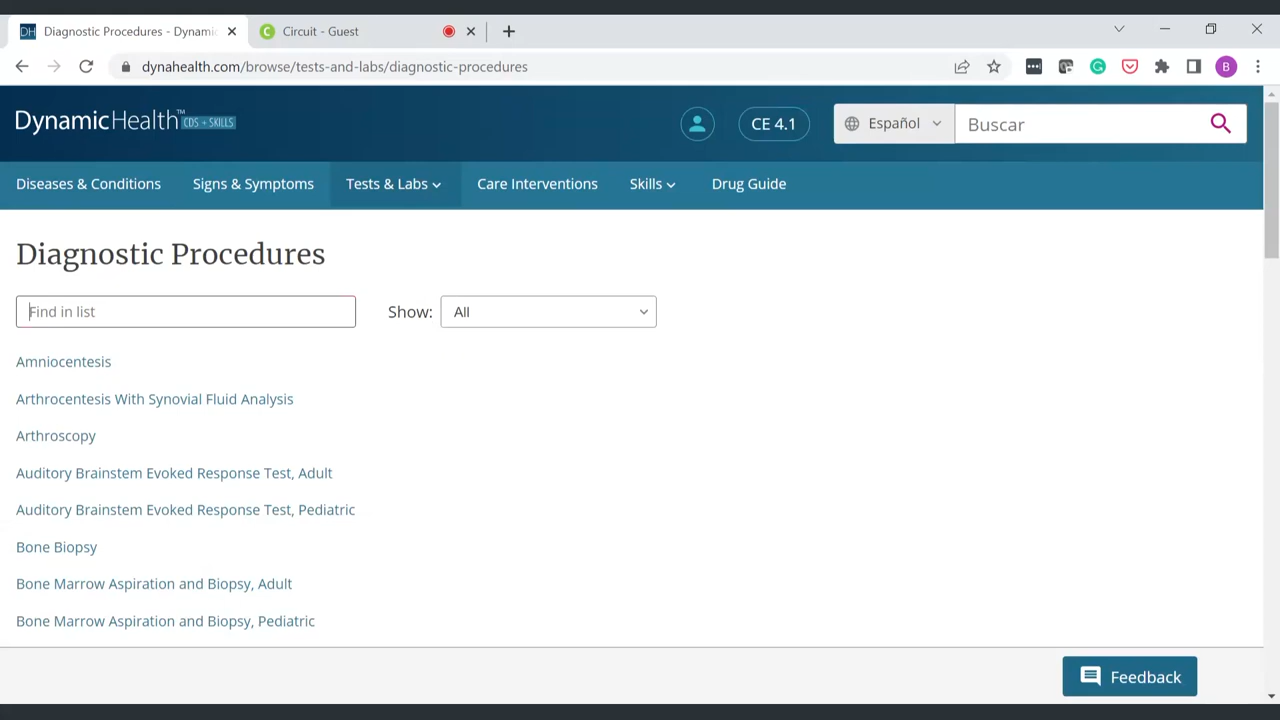 Diagnostic Procedures - Dynami
Circuit - Guest
dynahealth.com/browse/tests-and-labs/diagnostic-procedures
B
DynamicHealth™ CDS + SKILLS
CE 4.1
Español
Buscar
Diseases & Conditions
Signs & Symptoms
Tests & Labs
Care Interventions
Skills
Drug Guide
Diagnostic Procedures
Find in list
Show:
All
Amniocentesis
Arthrocentesis With Synovial Fluid Analysis
Arthroscopy
Auditory Brainstem Evoked Response Test, Adult
Auditory Brainstem Evoked Response Test, Pediatric
Bone Biopsy
Bone Marrow Aspiration and Biopsy, Adult
Bone Marrow Aspiration and Biopsy, Pediatric
Feedback